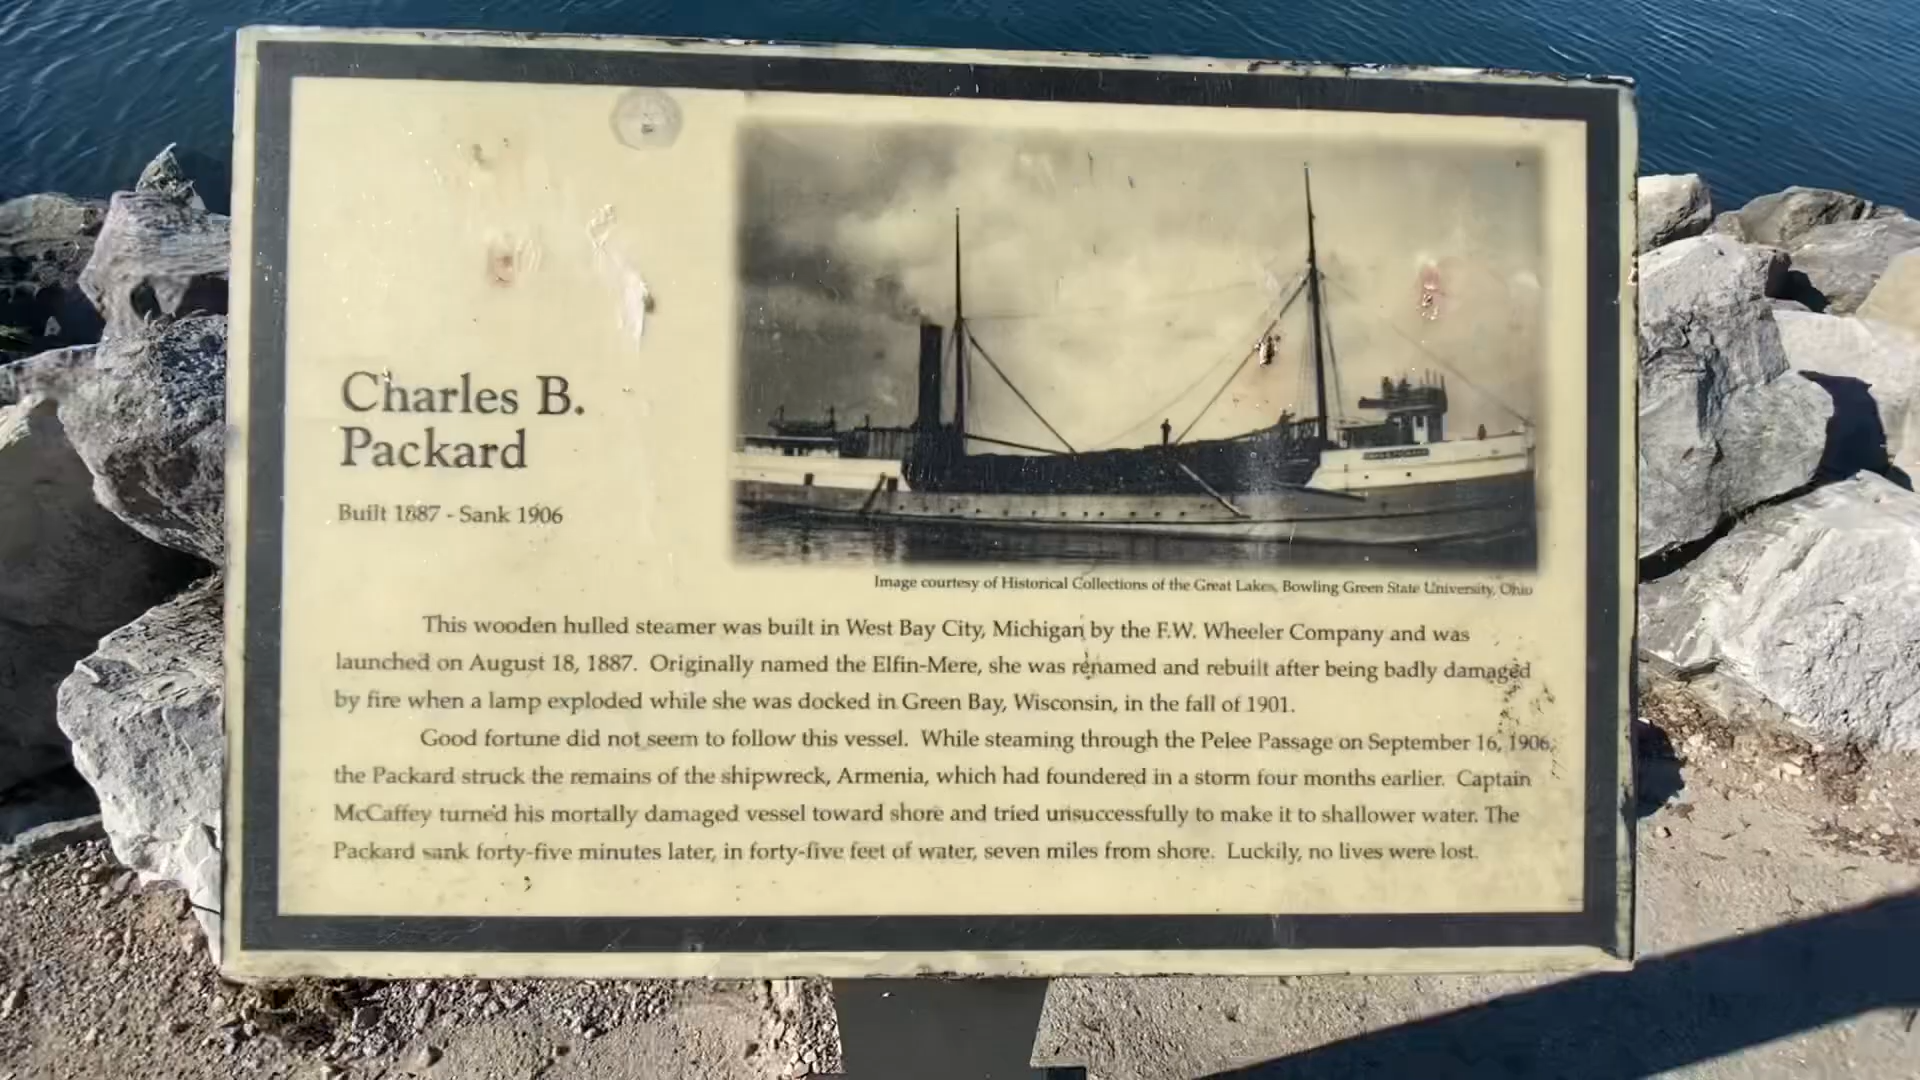 Charles B.
Packard
Built 1887 - Sank 1906
Image courtesy of Historical Collections of the Great Lakes, Bowling Green State University, Ohio
This wooden hulled steamer was built in West Bay City, Michigan by the F.W. Wheeler Company and was
launched on August 18, 1887. Originally named the Elfin-Mere, she was renamed and rebuilt after being badly damaged
by fire when a lamp exploded while she was docked in Green Bay, Wisconsin, in the fall of 1901.
Good fortune did not seem to follow this vessel. While steaming through the Pelee Passage on September 16, 1906,
the Packard struck the remains of the shipwreck, Armenia, which had foundered in a storm four months earlier. Captain
McCaffey turned his mortally damaged vessel toward shore and tried unsuccessfully to make it to shallower water. The
Packard sank forty-five minutes later, in forty-five feet of water, seven miles from shore. Luckily, no lives were lost.